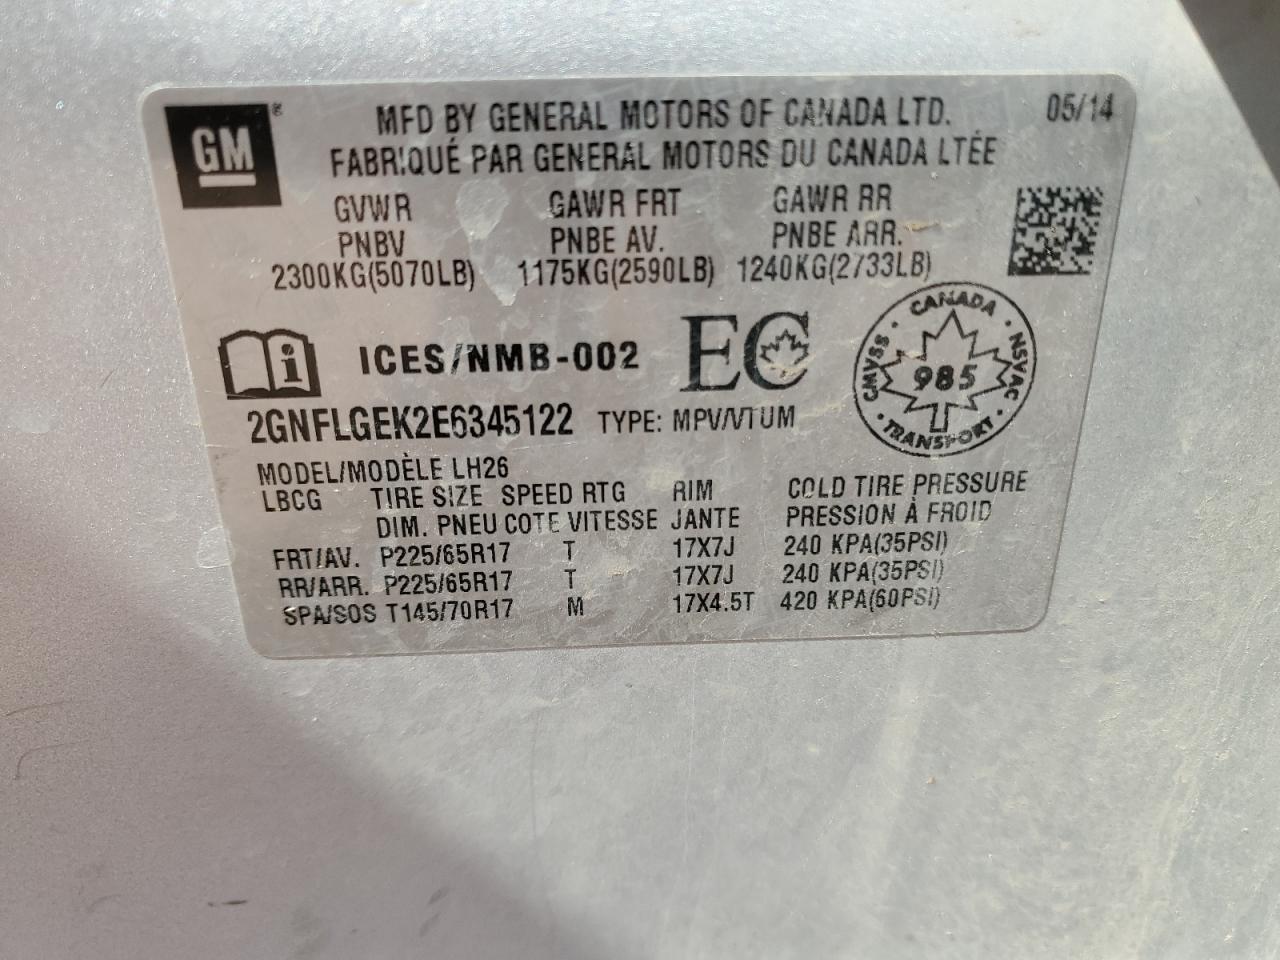 GM®
MFD BY GENERAL MOTORS OF CANADA LTD. 05/14
FABRIQUÉ PAR GENERAL MOTORS DU CANADA LTÉE
GVWR GAWR FRT GAWR RR
PNBV PNBE AV. PNBE ARR.
2300KG(5070LB) 1175KG(2590LB) 1240KG(2733LB)
ICES/NMB-002 EC
CANADA · NSVAC · TRANSPORT · CMVSS ·
985
2GNFLGEK2E6345122 TYPE: MPV/VTUM
MODEL/MODÈLE LH26
LBCG TIRE SIZE SPEED RTG RIM COLD TIRE PRESSURE
DIM. PNEU COTE VITESSE JANTE PRESSION À FROID
FRT/AV. P225/65R17 T 17X7J 240 KPA(35PSI)
RR/ARR. P225/65R17 T 17X7J 240 KPA(35PSI)
SPA/SOS T145/70R17 M 17X4.5T 420 KPA(60PSI)